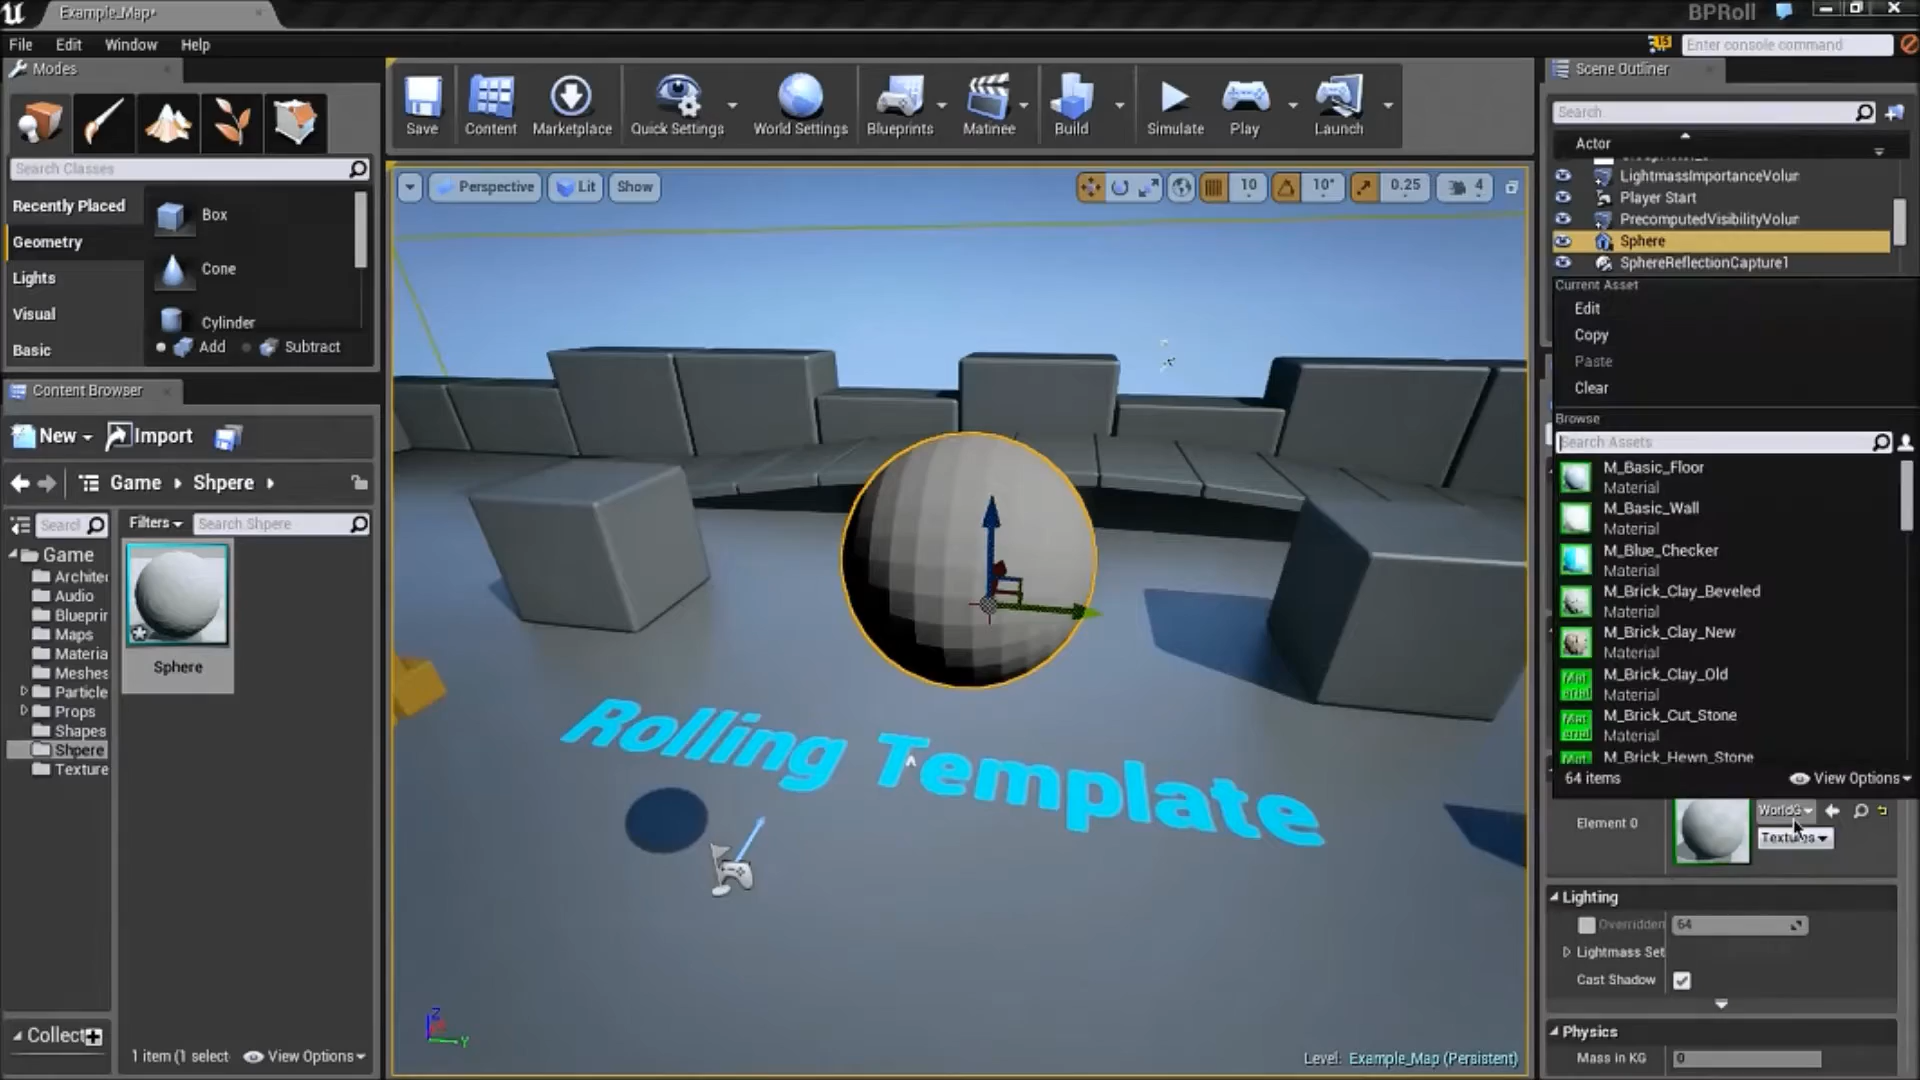 Example_Map*
BPRoll
File Edit Window Help
15
Enter console command
Modes
Search Classes
Recently Placed
Geometry
Lights
Visual
Basic
Box
Cone
Cylinder
Add Subtract
Save
Content
Marketplace
Quick Settings
World Settings
Blueprints
Matinee
Build
Simulate
Play
Launch
Perspective
Lit
Show
10
10°
0.25
4
Rolling Template
Z
Y
Level: Example_Map (Persistent)
Content Browser
New Import
Game Shpere
Search
Filters
Search Shpere
Game
Architec
Audio
Blueprir
Maps
Materia
Meshes
Particle
Props
Shapes
Shpere
Texture
Sphere
Collect
1 item (1 select
View Options
Scene Outliner
Search
Actor
LightmassImportanceVolun
Player Start
PrecomputedVisibilityVolun
Sphere
SphereReflectionCapture1
Current Asset
Edit
Copy
Paste
Clear
Browse
Search Assets
M_Basic_Floor
Material
M_Basic_Wall
Material
M_Blue_Checker
Material
M_Brick_Clay_Beveled
Material
M_Brick_Clay_New
Material
M_Brick_Clay_Old
Material
M_Brick_Cut_Stone
Material
M_Brick_Hewn_Stone
64 items
View Options
Element 0
WorldG
Textures
Lighting
Overridden
64
Lightmass Set
Cast Shadow
Physics
Mass in KG
0